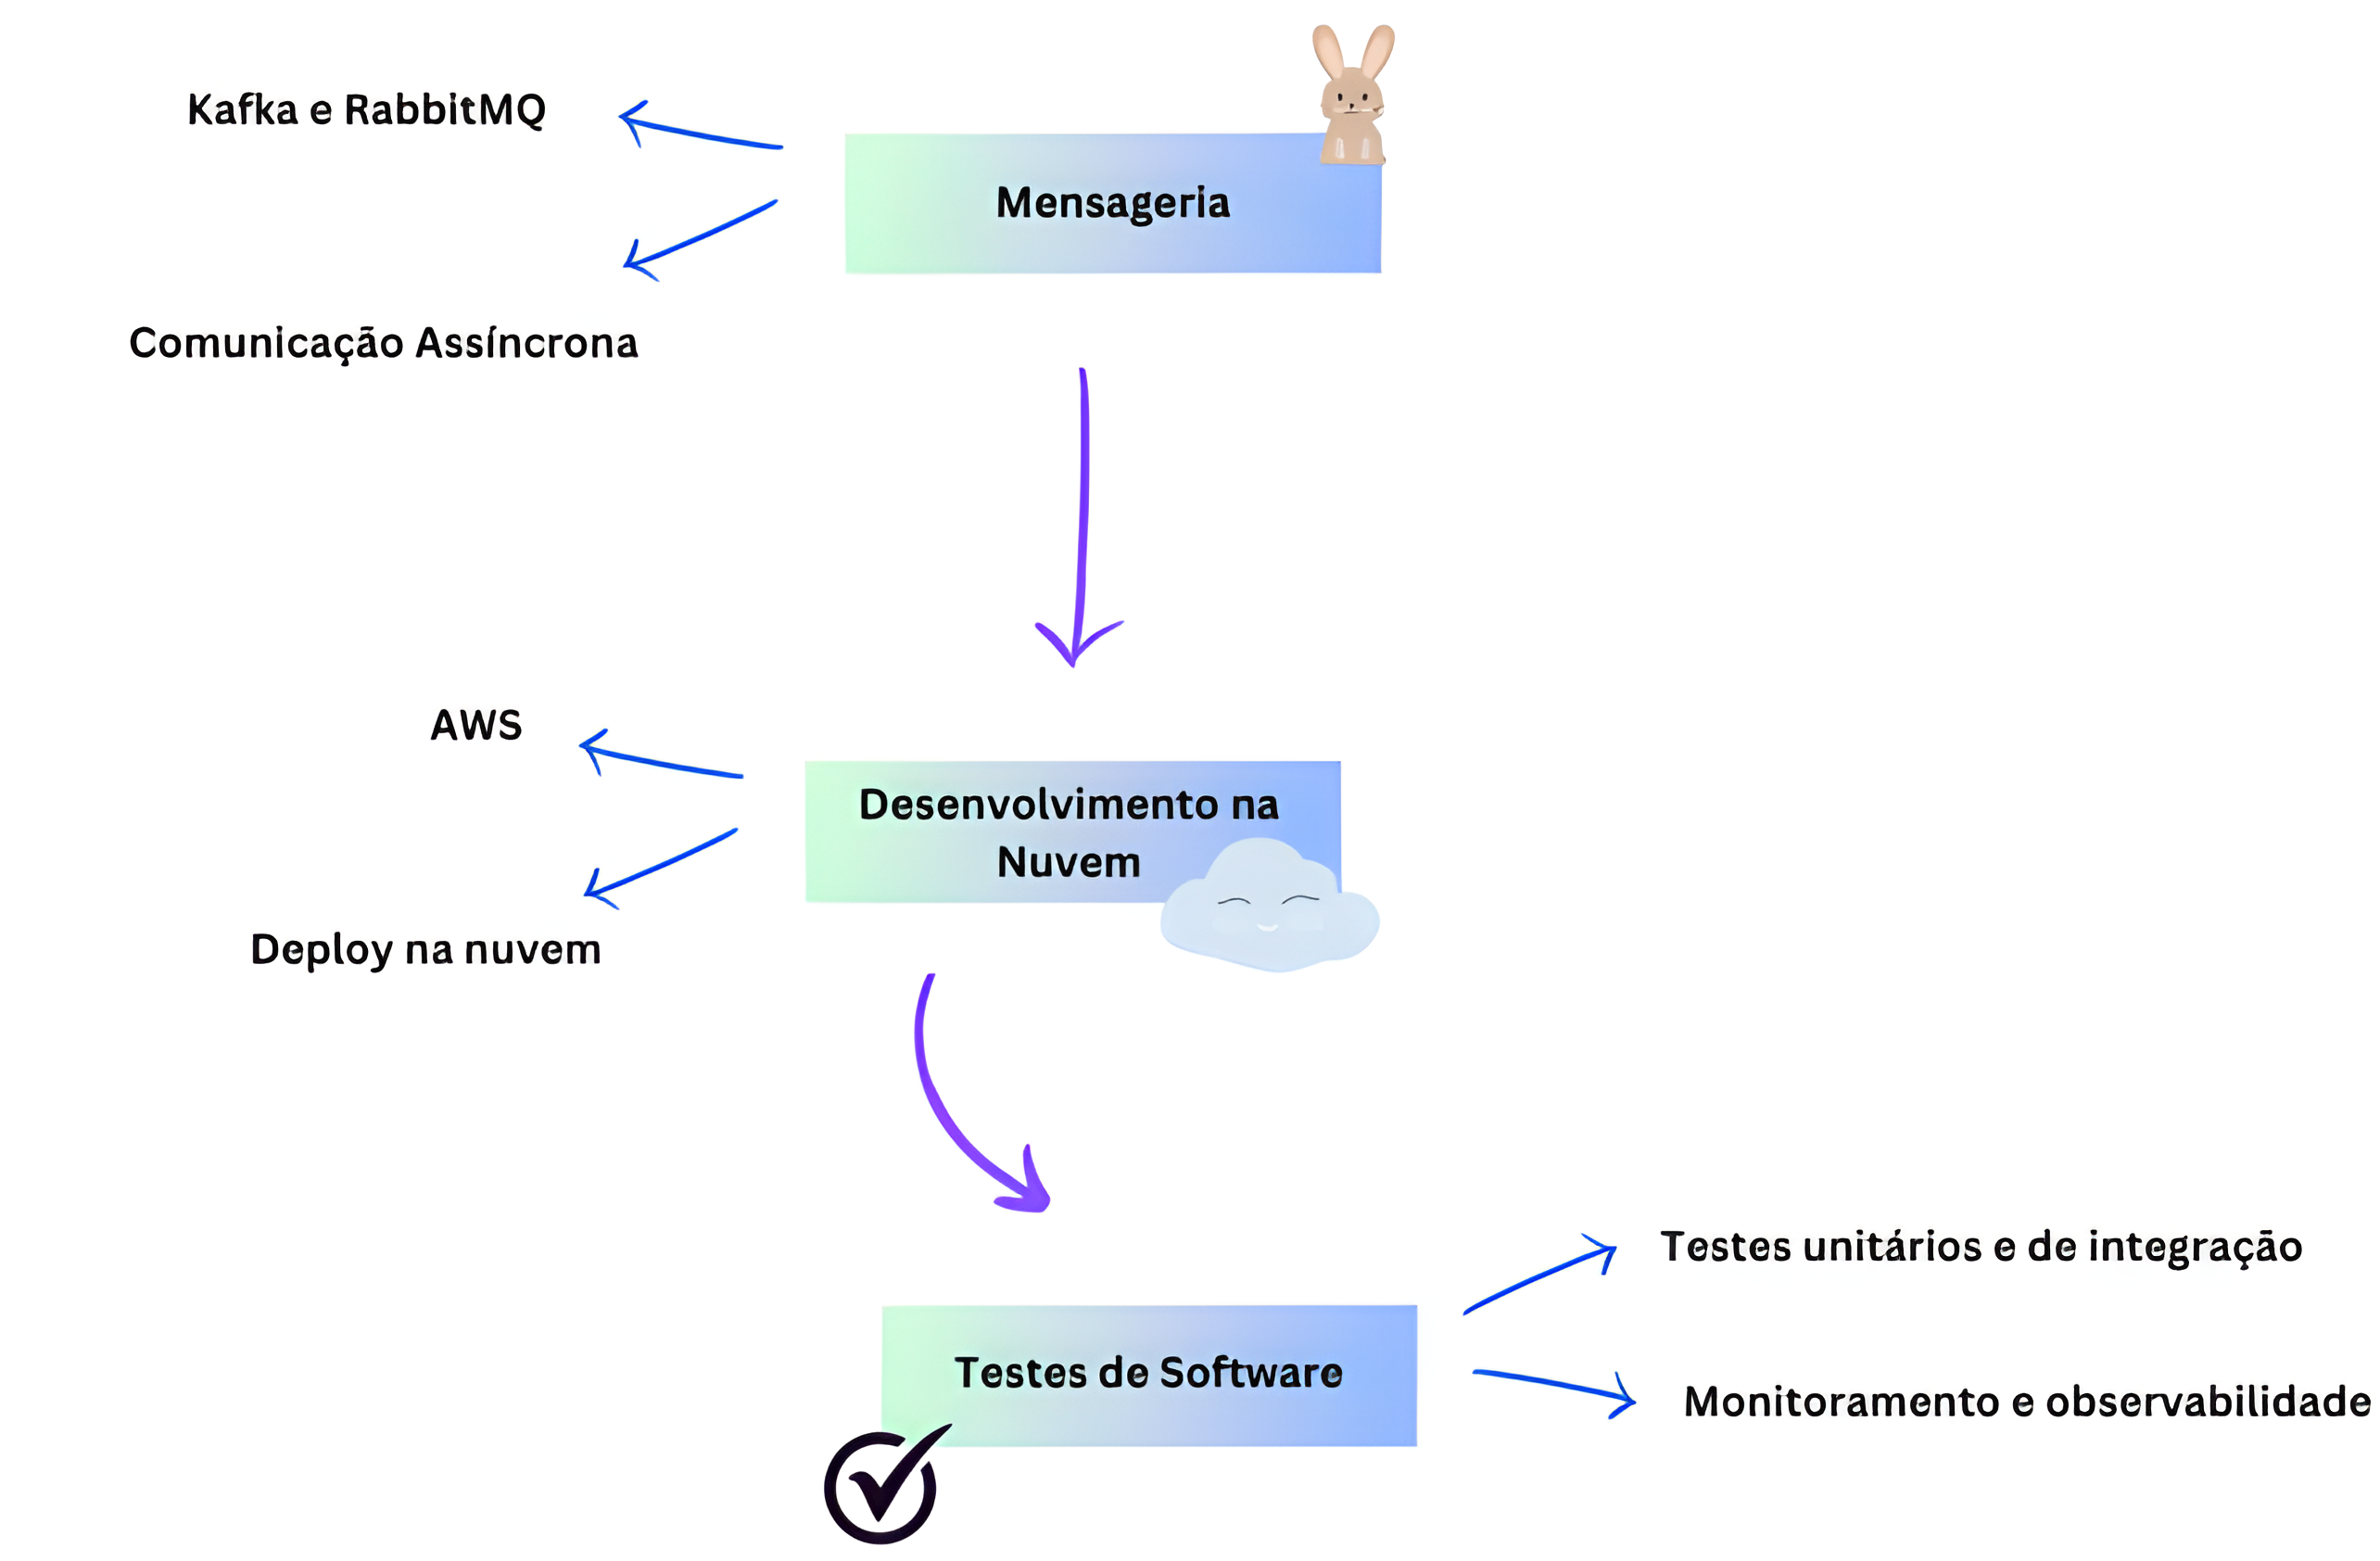 Kafka e RabbitMQ
Mensageria
Comunicação Assíncrona
AWS
Desenvolvimento na
Nuvem
Deploy na nuvem
Testes unitários e de integração
Testes de Software
Monitoramento e observabilidade